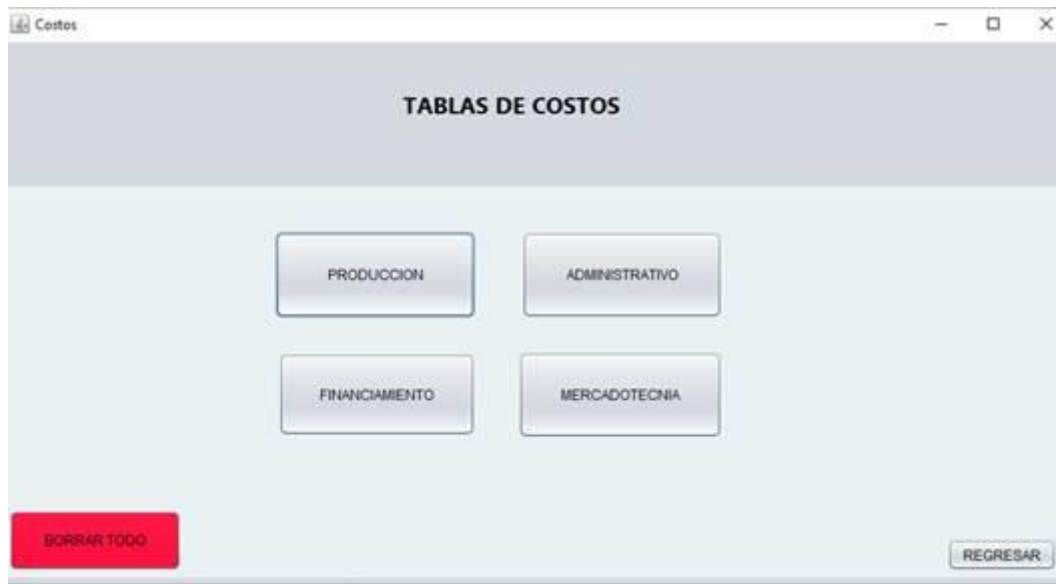 Costos
TABLAS DE COSTOS
PRODUCCION
ADMINISTRATIVO
FINANCIAMIENTO
MERCADOTECNIA
BORRAR TODO
REGRESAR